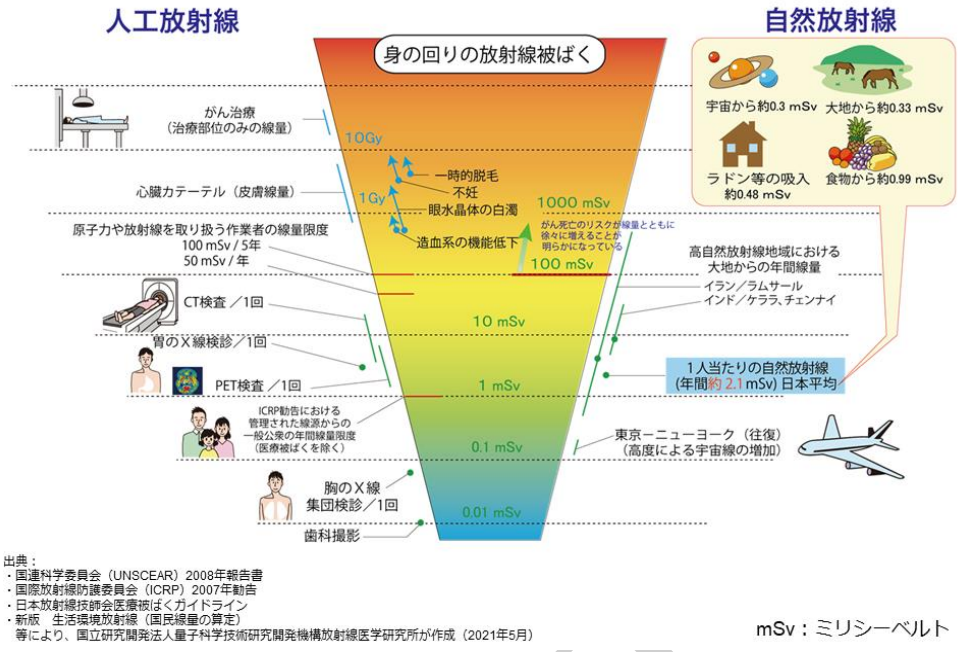 人工放射線
自然放射線
身の回りの放射線被ばく
宇宙から約0.3 mSv
大地から約0.33 mSv
ラドン等の吸入
約0.48 mSv
食物から約0.99 mSv
がん治療
(治療部位のみの線量)
10Gy
心臓カテーテル(皮膚線量)
1Gy
一時的脱毛
不妊
眼水晶体の白濁
造血系の機能低下
1000 mSv
がん死亡のリスクが線量とともに
徐々に増えることが
明らかになっている
100 mSv
原子力や放射線を取り扱う作業者の線量限度
100 mSv / 5年
50 mSv / 年
高自然放射線地域における
大地からの年間線量
イラン/ラムサール
インド/ケララ、チェンナイ
CT検査 /1回
10 mSv
胃のX線検診/1回
PET検査 /1回
1 mSv
1人当たりの自然放射線
(年間約 2.1mSv) 日本平均
ICRP勧告における
管理された線源からの
一般公衆の年間線量限度
(医療被ばくを除く)
0.1 mSv
東京ーニューヨーク(往復)
(高度による宇宙線の増加)
胸のX線
集団検診/1回
0.01 mSv
歯科撮影
出典:
・国連科学委員会(UNSCEAR)2008年報告書
・国際放射線防護委員会(ICRP)2007年勧告
・日本放射線技師会医療被ばくガイドライン
・新版 生活環境放射線(国民線量の算定)
等により、国立研究開発法人量子科学技術研究開発機構放射線医学研究所が作成(2021年5月)
mSv:ミリシーベルト